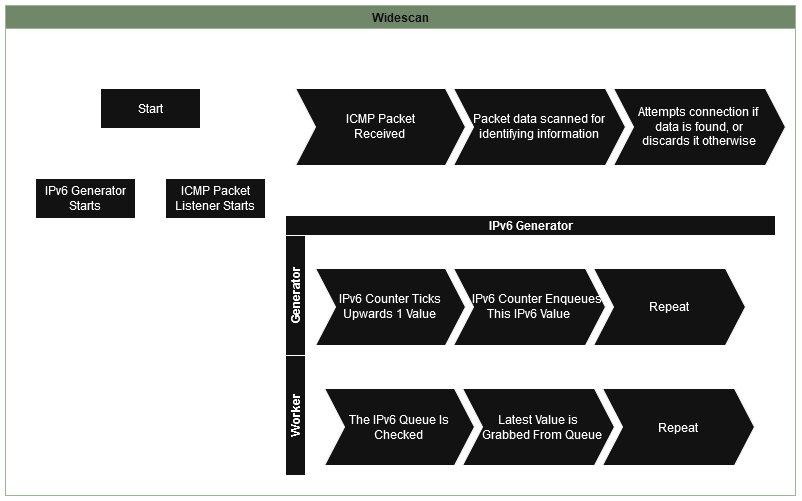 Widescan
Start
ICMP Packet
Received
Packet data scanned for
identifying information
Attempts connection if
data is found, or
discards it otherwise
IPv6 Generator
Starts
ICMP Packet
Listener Starts
IPv6 Generator
Generator
IPv6 Counter Ticks
Upwards 1 Value
IPv6 Counter Enqueues
This IPv6 Value
Repeat
Worker
The IPv6 Queue Is
Checked
Latest Value is
Grabbed From Queue
Repeat